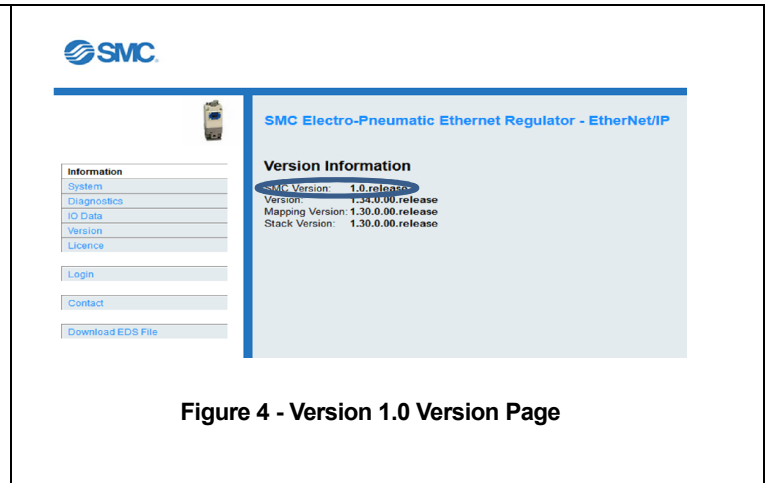 SMC.
SMC Electro-Pneumatic Ethernet Regulator - EtherNet/IP
Information
System
Diagnostics
IO Data
Version
Licence
Login
Contact
Download EDS File
Version Information
SMC Version: 1.0.release
Version: 1.34.0.00.release
Mapping Version: 1.30.0.00.release
Stack Version: 1.30.0.00.release
Figure 4 - Version 1.0 Version Page